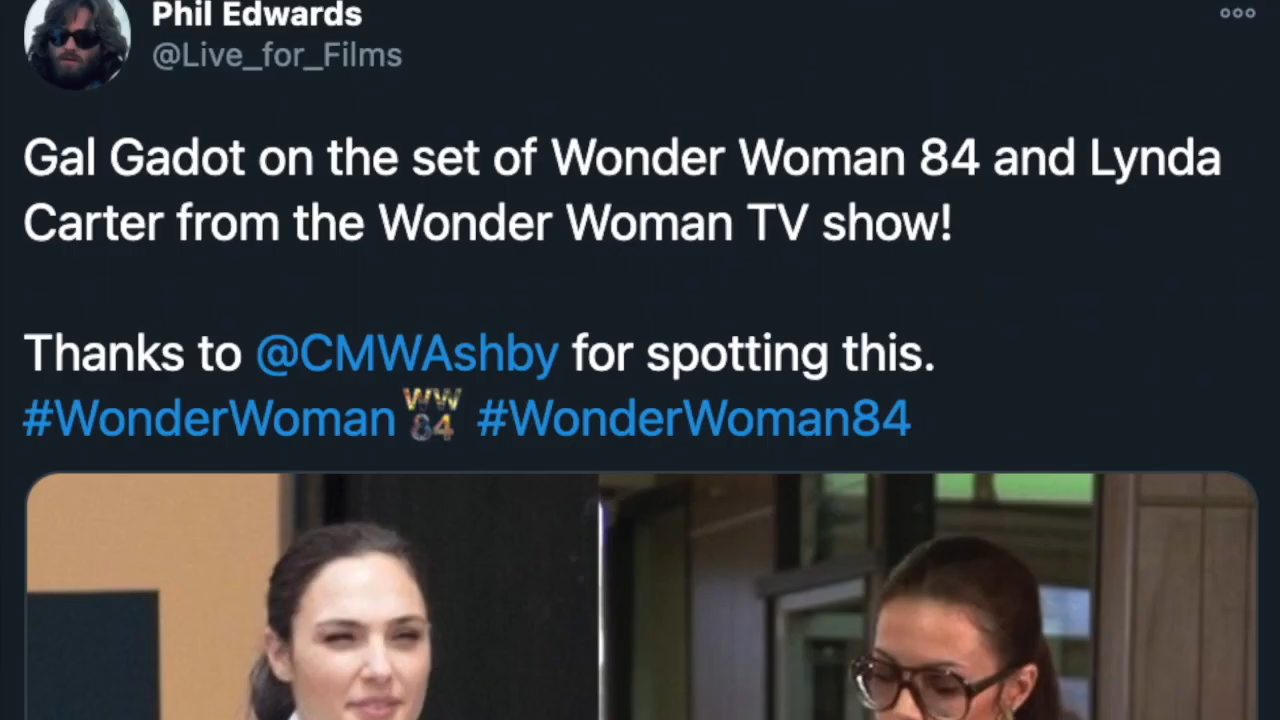 Phil Edwards
@Live_for_Films
Gal Gadot on the set of Wonder Woman 84 and Lynda
Carter from the Wonder Woman TV show!
Thanks to @CMWAshby for spotting this.
#WonderWoman WW 84 #WonderWoman84